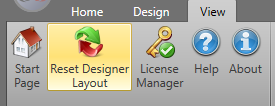 Home Design View
Start Page
Reset Designer Layout
License Manager
Help
About